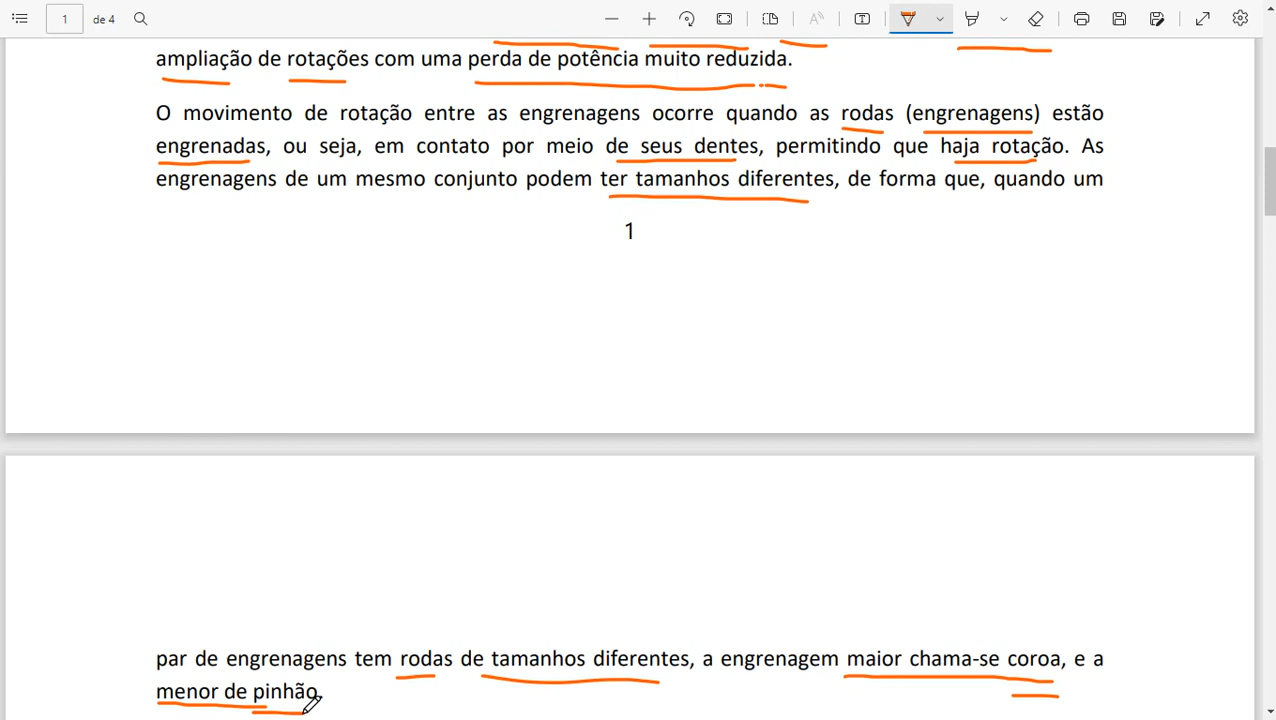 1 de 4
ampliação de rotações com uma perda de potência muito reduzida.
O movimento de rotação entre as engrenagens ocorre quando as rodas (engrenagens) estão
engrenadas, ou seja, em contato por meio de seus dentes, permitindo que haja rotação. As
engrenagens de um mesmo conjunto podem ter tamanhos diferentes, de forma que, quando um
1
par de engrenagens tem rodas de tamanhos diferentes, a engrenagem maior chama-se coroa, e a
menor de pinhão.